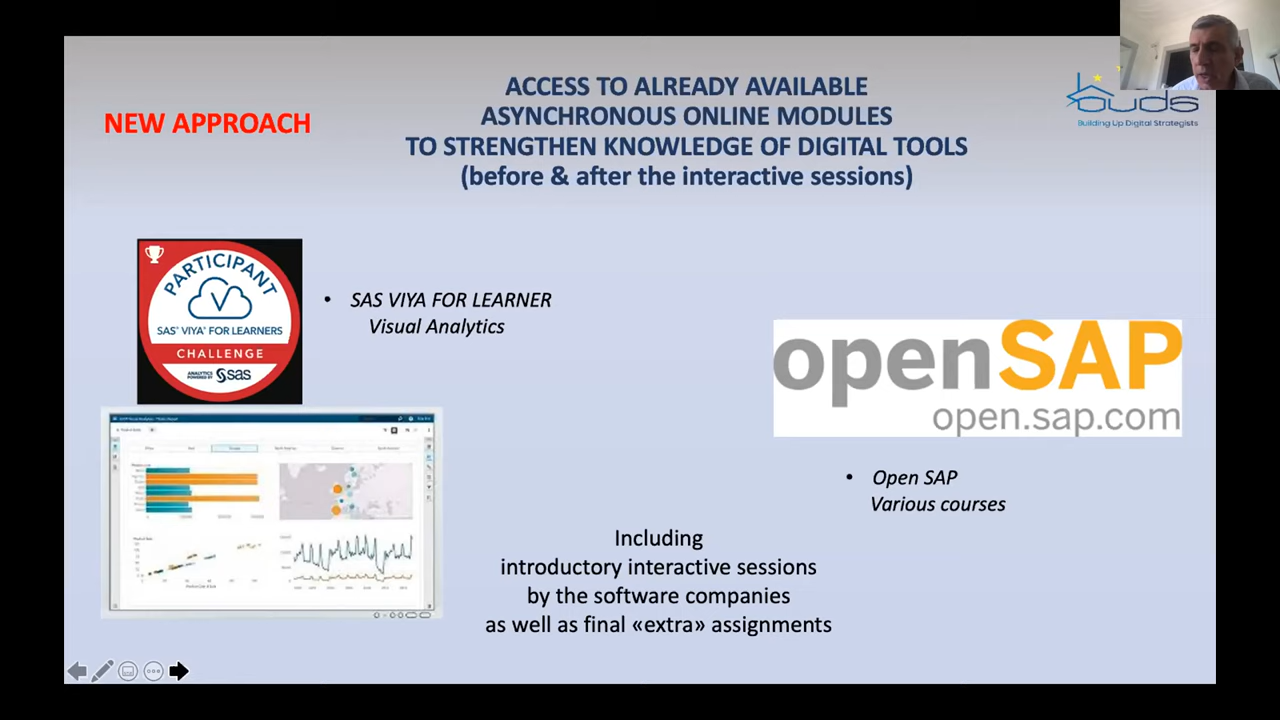 NEW APPROACH
ACCESS TO ALREADY AVAILABLE
ASYNCHRONOUS ONLINE MODULES
TO STRENGTHEN KNOWLEDGE OF DIGITAL TOOLS
(before & after the interactive sessions)
buds
Building Up Digital Strategists
PARTICIPANT
SAS® VIYA® FOR LEARNERS
CHALLENGE
ANALYTICS
POWERED BY
sas
• SAS VIYA FOR LEARNER
Visual Analytics
openSAP
open.sap.com
• Open SAP
Various courses
Including
introductory interactive sessions
by the software companies
as well as final «extra» assignments